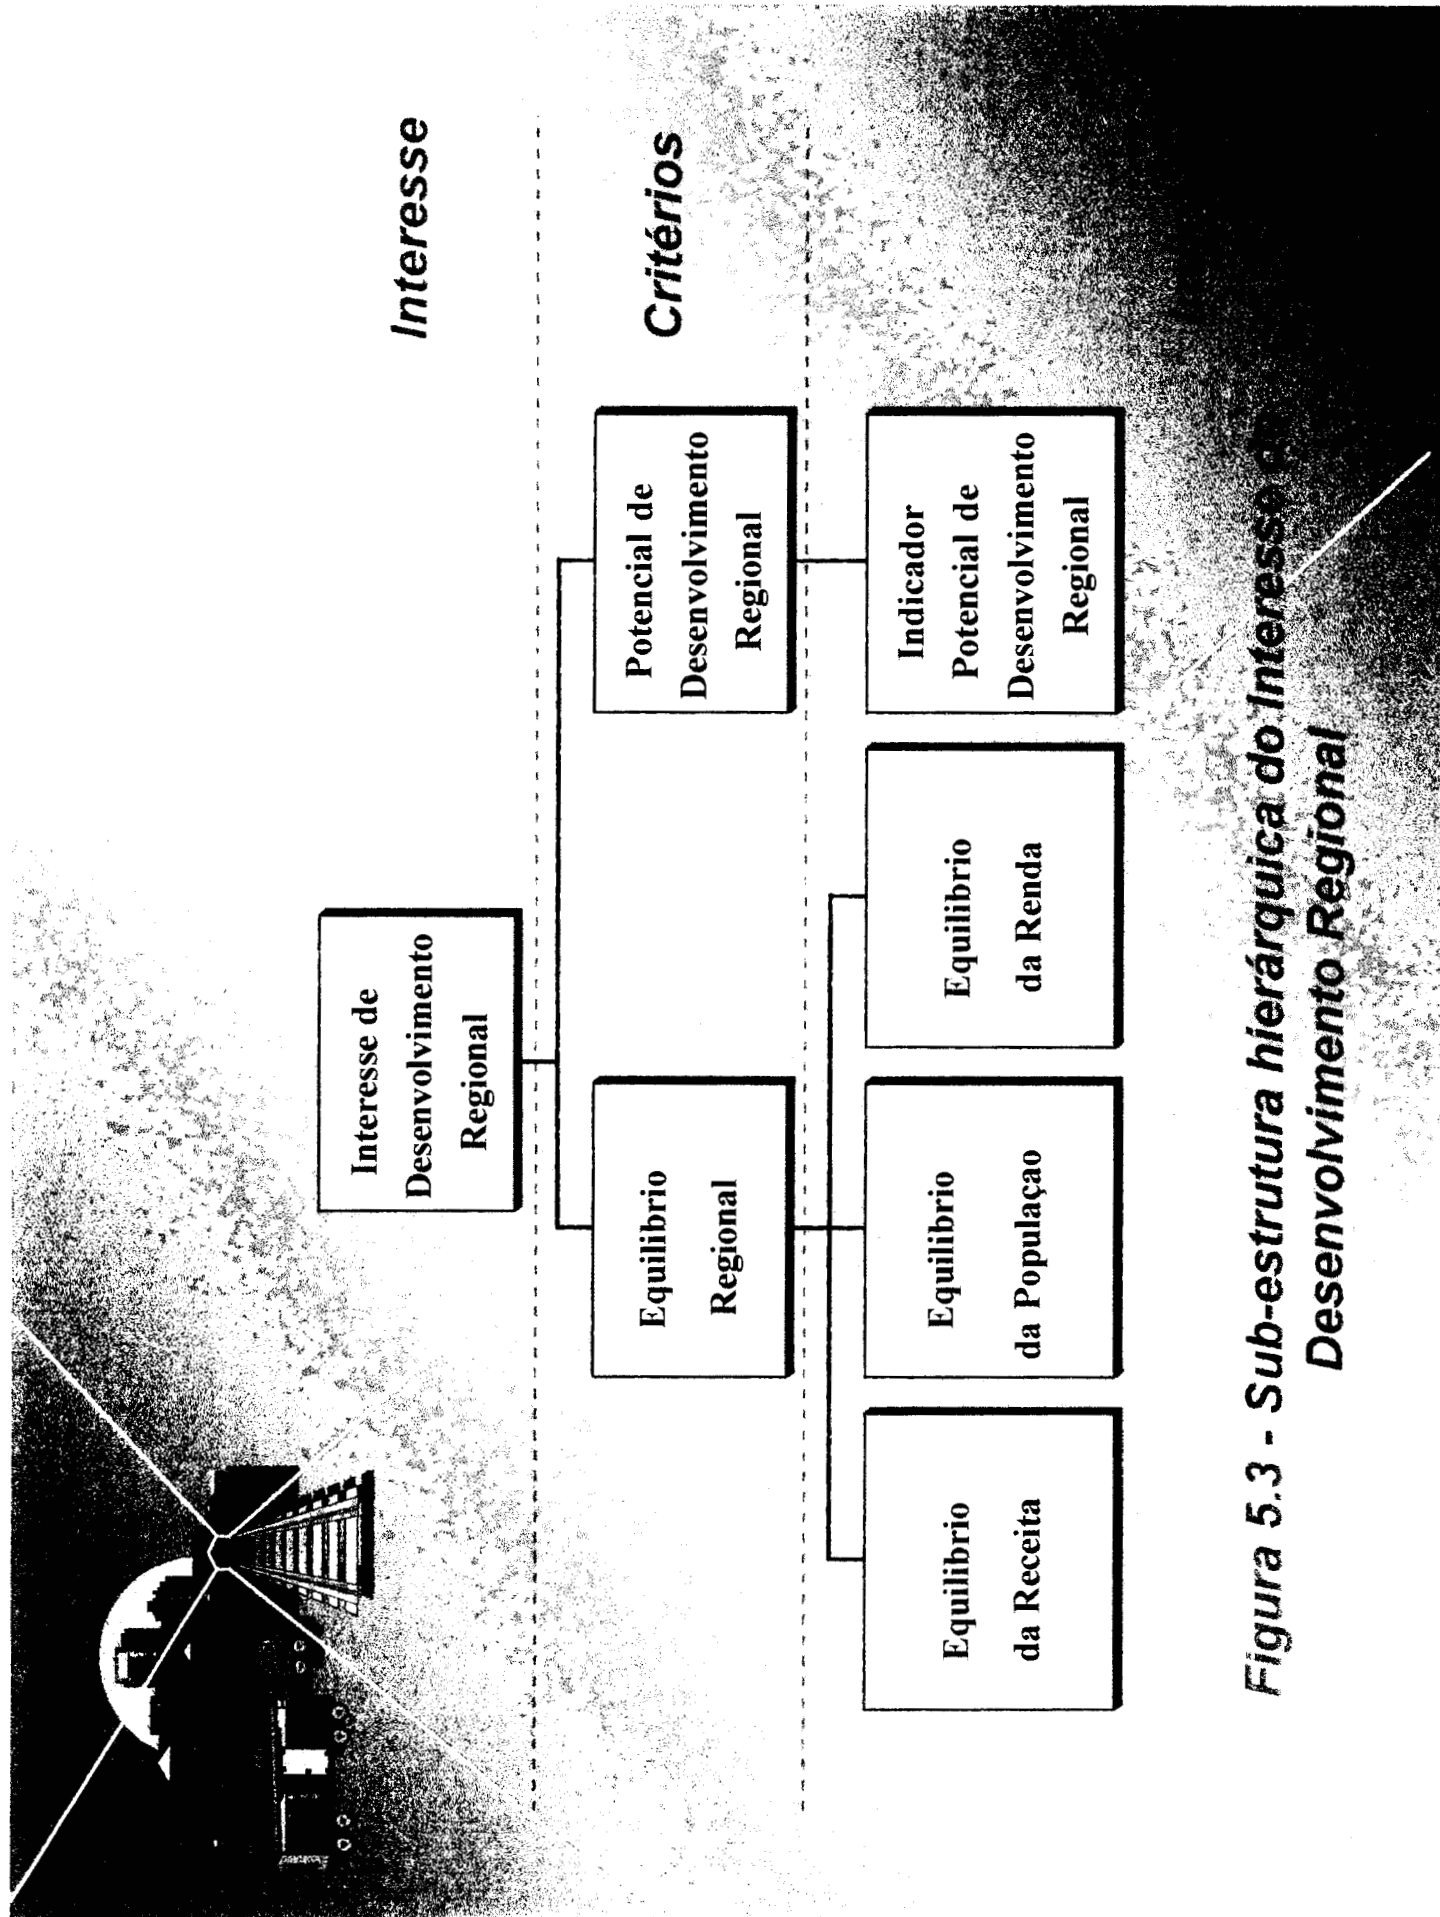 Interesse
Interesse de
Desenvolvimento
Regional
Critérios
Equilibrio
Regional
Potencial de
Desenvolvimento
Regional
Equilibrio
da Receita
Equilibrio
da Populaçao
Equilibrio
da Renda
Indicador
Potencial de
Desenvolvimento
Regional
Figura 5.3 - Sub-estrutura hierárquica do Interesse
Desenvolvimento Regional